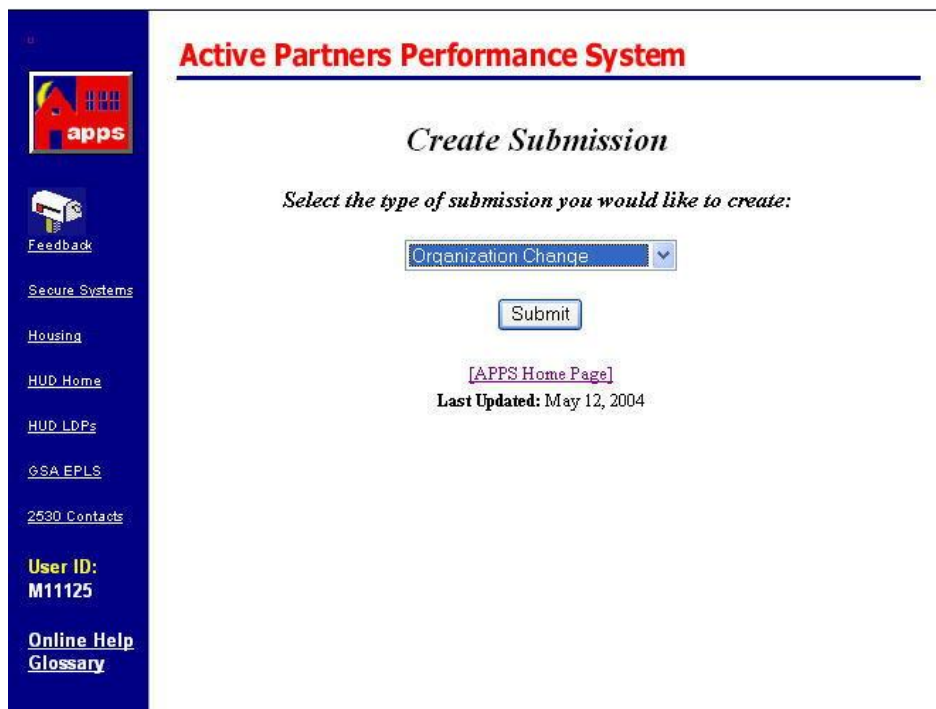 apps
Feedback
Secure Systems
Housing
HUD Home
HUD LDPs
GSA EPLS
2530 Contacts
User ID:
M11125
Online Help
Glossary
Active Partners Performance System
Create Submission
Select the type of submission you would like to create:
Organization Change
Submit
[APPS Home Page]
Last Updated: May 12, 2004